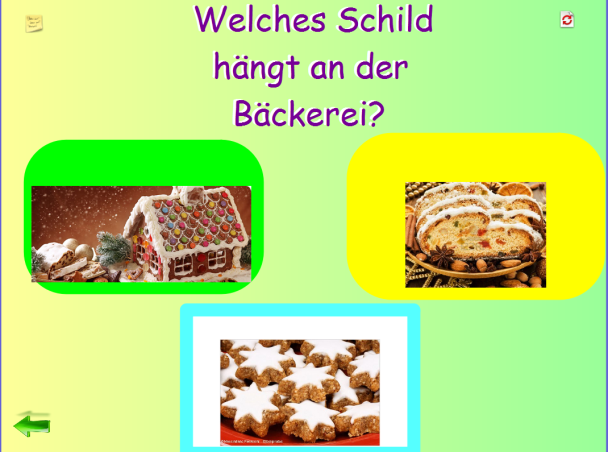 Welches Schild
hängt an der
Bäckerei?